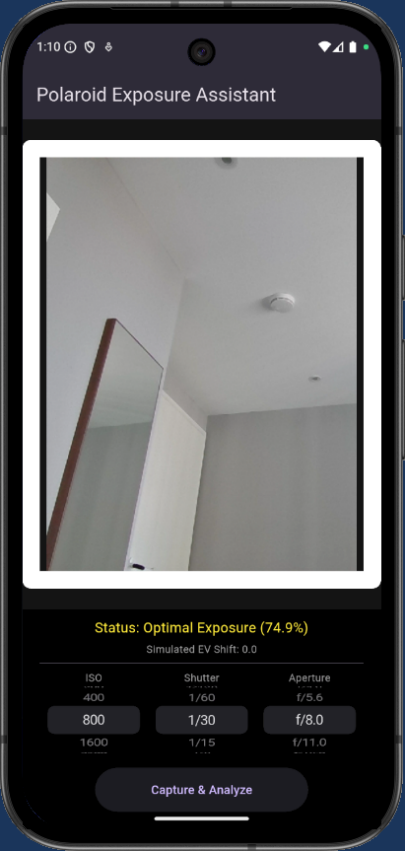 1:10
Polaroid Exposure Assistant
Status: Optimal Exposure (74.9%)
Simulated EV Shift: 0.0
ISO Shutter Aperture
400 1/60 f/5.6
800 1/30 f/8.0
1600 1/15 f/11.0
Capture & Analyze